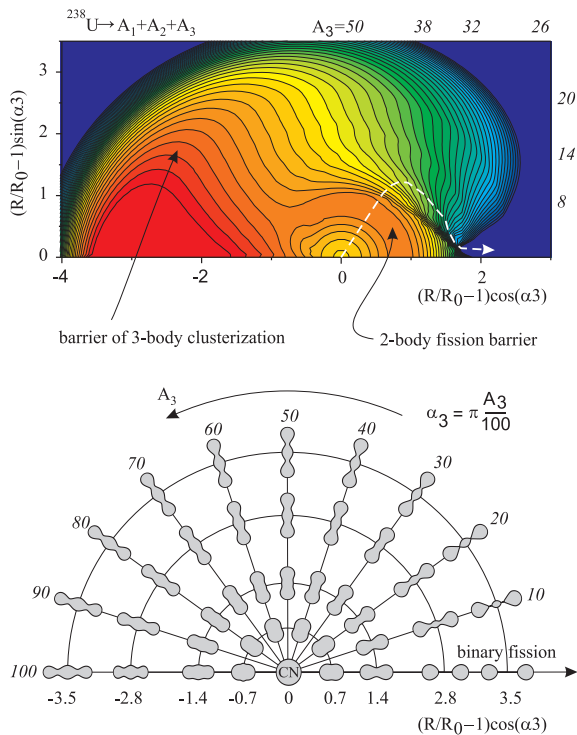 ²³⁸U→A₁+A₂+A₃ A₃=50 38 32 26
(R/R₀−1)sin(α3)
3
2
1
0
20
14
8
-4 -2 0 2
(R/R₀−1)cos(α3)
barrier of 3-body clusterization
2-body fission barrier
A₃
α₃ = π A₃/100
50
60 40
70 30
80 20
90 10
binary fission
100 CN
-3.5 -2.8 -1.4 -0.7 0 0.7 1.4 2.8 3.5
(R/R₀−1)cos(α3)